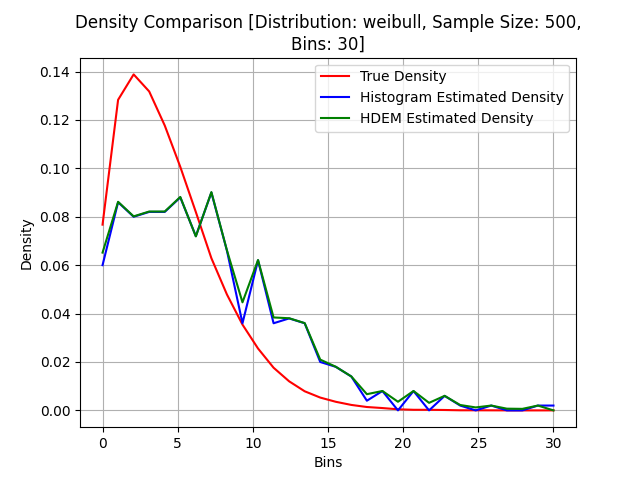 Density Comparison [Distribution: weibull, Sample Size: 500,
Bins: 30]
True Density
Histogram Estimated Density
HDEM Estimated Density
Density
0.14
0.12
0.10
0.08
0.06
0.04
0.02
0.00
0 5 10 15 20 25 30
Bins